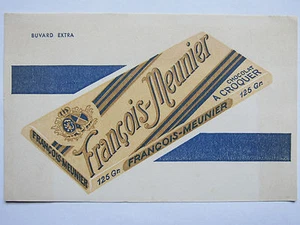 BUVARD EXTRA
François-Meunier
CHOCOLAT
A CROQUER
125 Gr
FRANÇOIS-MEUNIER
125 Gr
FRANÇOIS-MEUNIER